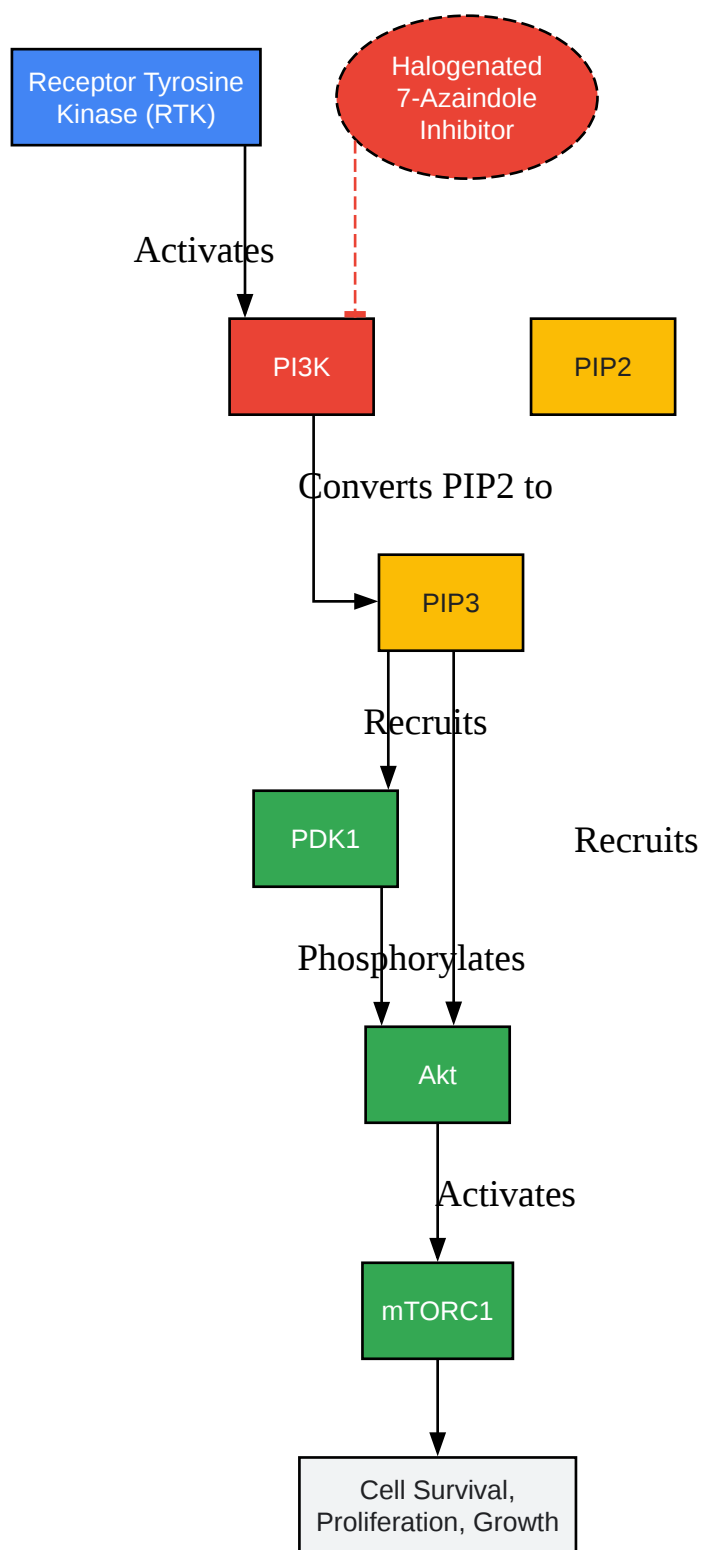 Receptor Tyrosine
Kinase (RTK)
Halogenated
7-Azaindole
Inhibitor
Activates
PI3K
PIP2
Converts PIP2 to
PIP3
Recruits
PDK1
Recruits
Phosphorylates
Akt
Activates
mTORC1
Cell Survival,
Proliferation, Growth